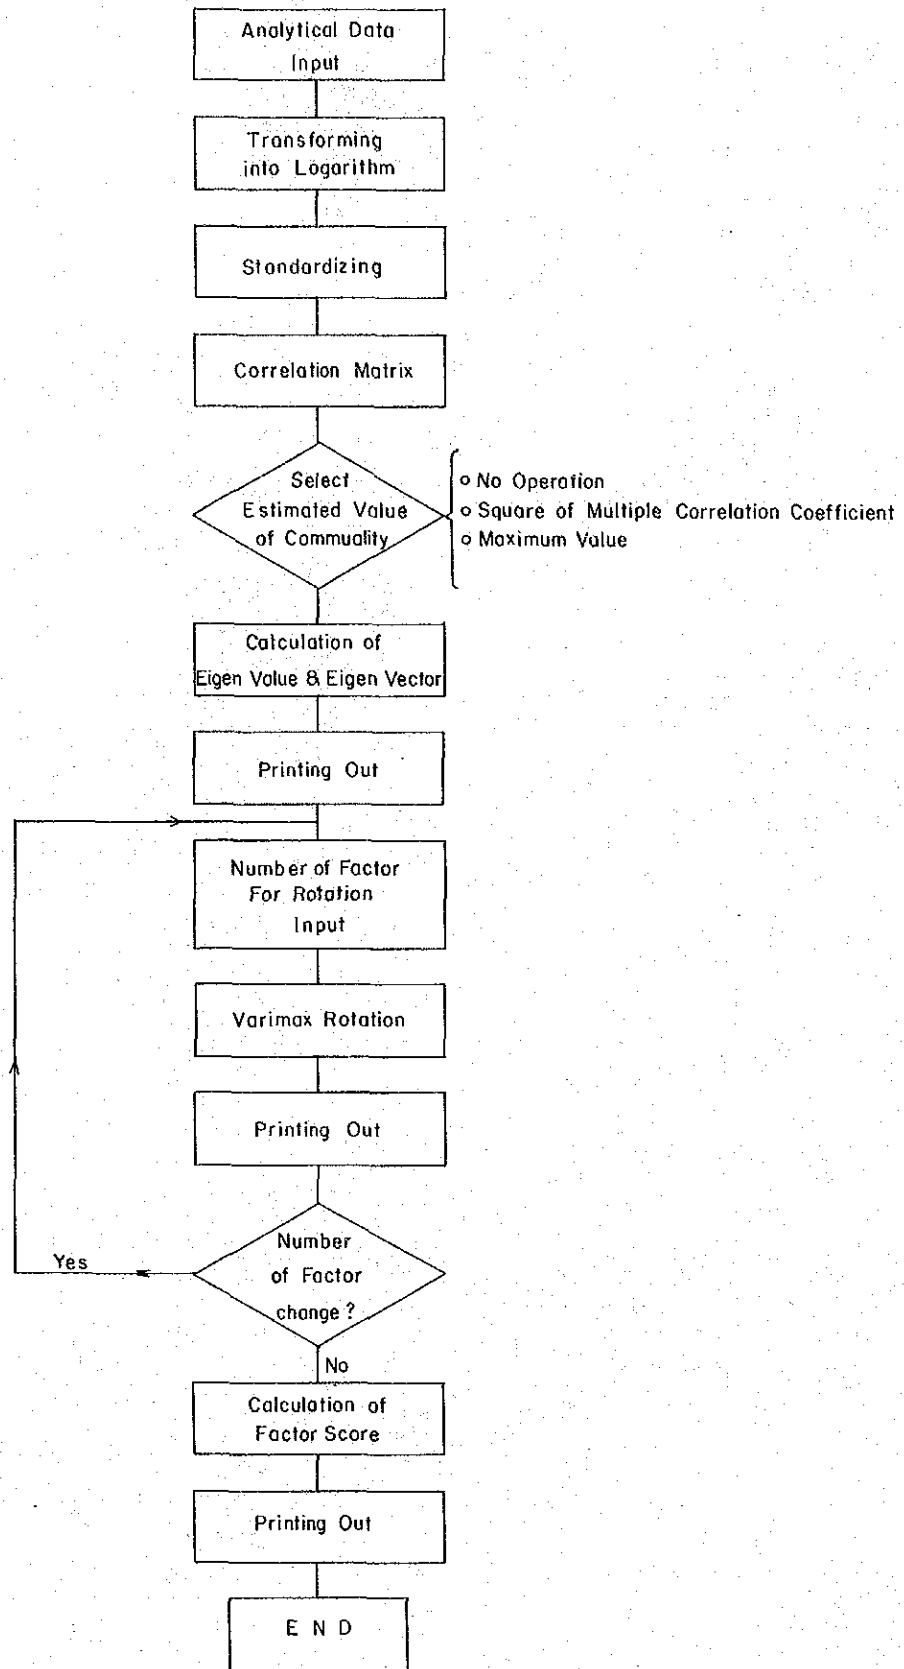 Analytical Data
Input
Transforming
into Logarithm
Standardizing
Correlation Matrix
Select
Estimated Value
of Commuality
o No Operation
o Square of Multiple Correlation Coefficient
o Maximum Value
Calculation of
Eigen Value & Eigen Vector
Printing Out
Number of Factor
For Rotation
Input
Varimax Rotation
Printing Out
Number
of Factor
change?
Yes
No
Calculation of
Factor Score
Printing Out
END